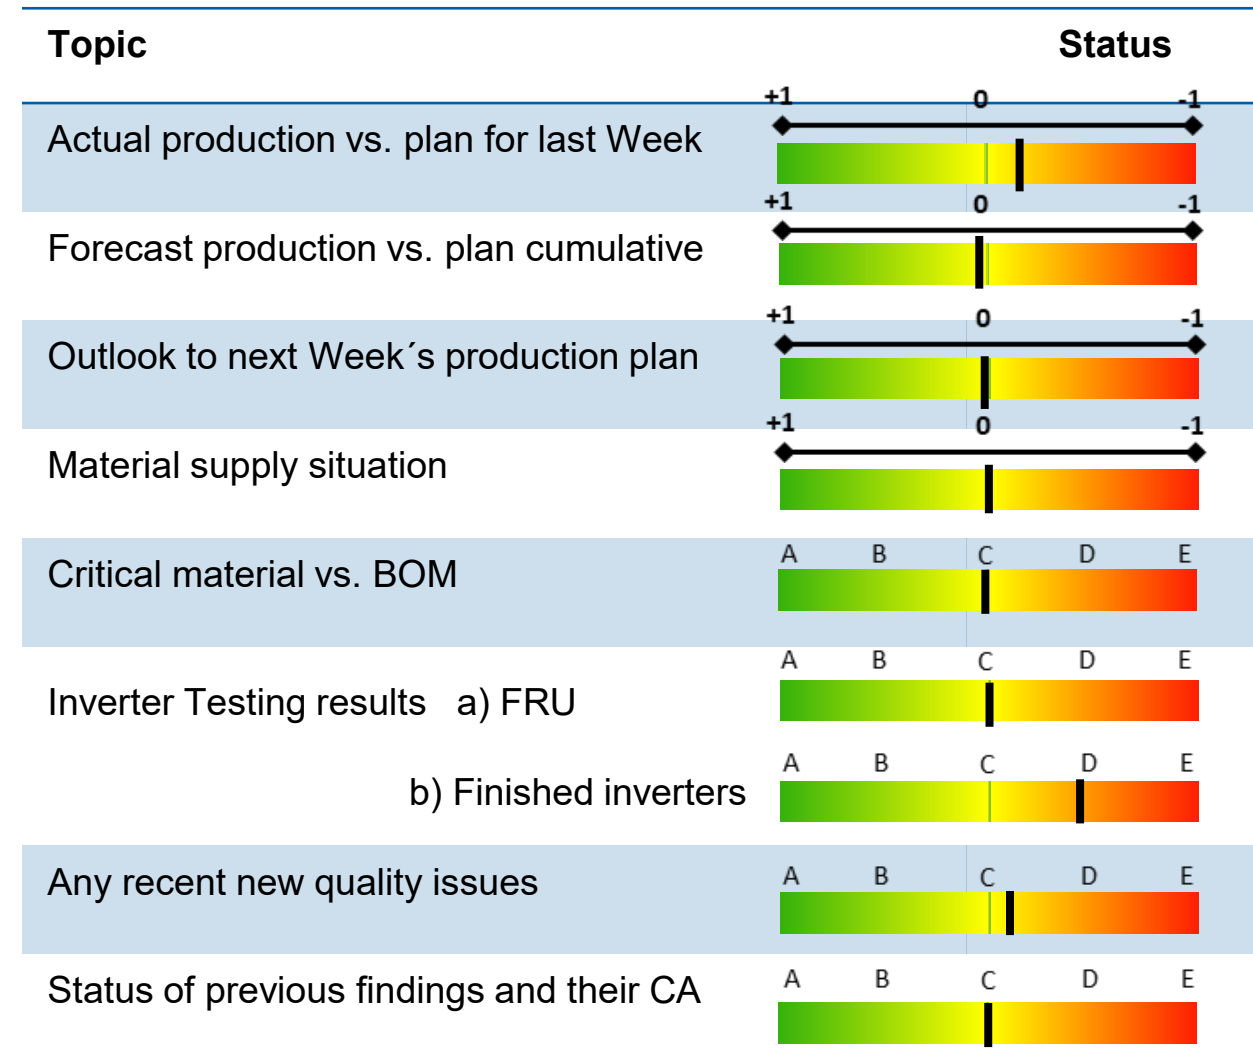 Topic Status
+1 0 -1
Actual production vs. plan for last Week
+1 0 -1
Forecast production vs. plan cumulative
+1 0 -1
Outlook to next Week´s production plan
+1 0 -1
Material supply situation
A B C D E
Critical material vs. BOM
A B C D E
Inverter Testing results a) FRU
A B C D E
b) Finished inverters
A B C D E
Any recent new quality issues
A B C D E
Status of previous findings and their CA